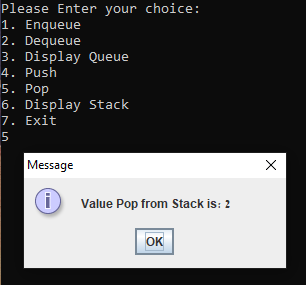 Please Enter your choice:
1. Enqueue
2. Dequeue
3. Display Queue
4. Push
5. Pop
6. Display Stack
7. Exit
5
Message
Value Pop from Stack is: 2
OK